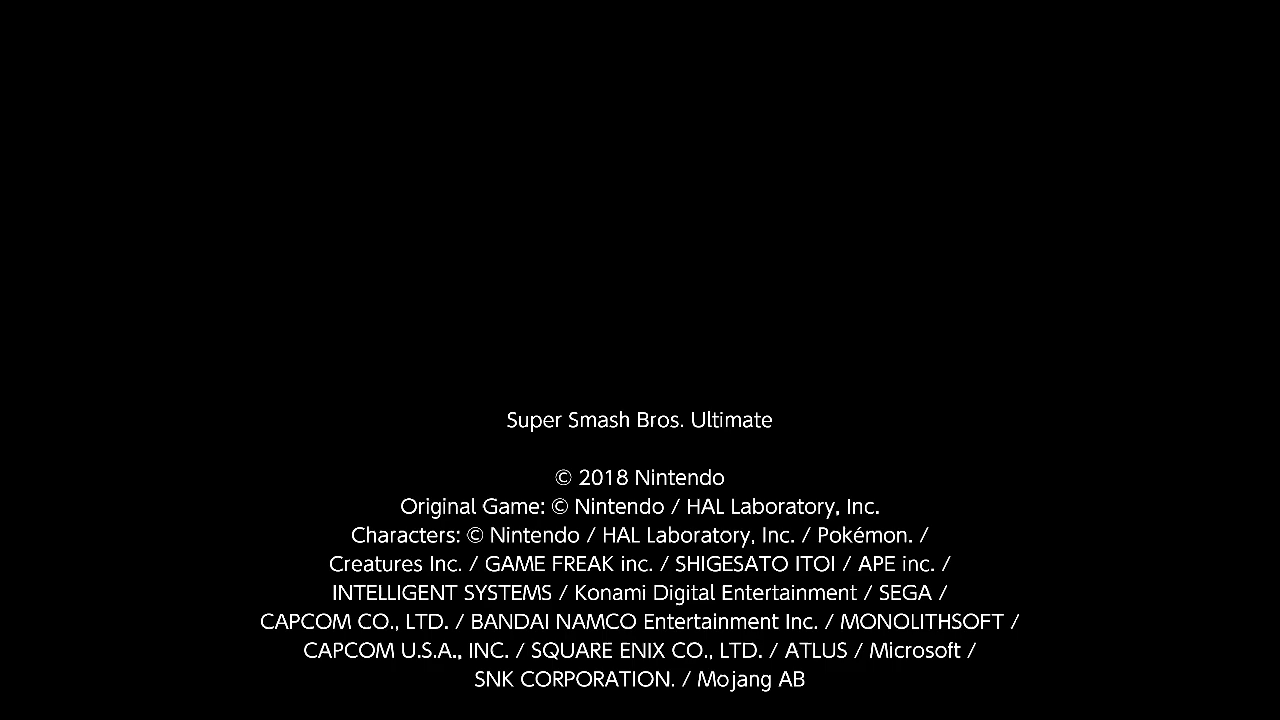 Super Smash Bros. Ultimate
© 2018 Nintendo
Original Game: © Nintendo / HAL Laboratory, Inc.
Characters: © Nintendo / HAL Laboratory, Inc. / Pokémon. /
Creatures Inc. / GAME FREAK inc. / SHIGESATO ITOI / APE inc. /
INTELLIGENT SYSTEMS / Konami Digital Entertainment / SEGA /
CAPCOM CO., LTD. / BANDAI NAMCO Entertainment Inc. / MONOLITHSOFT /
CAPCOM U.S.A., INC. / SQUARE ENIX CO., LTD. / ATLUS / Microsoft /
SNK CORPORATION. / Mojang AB